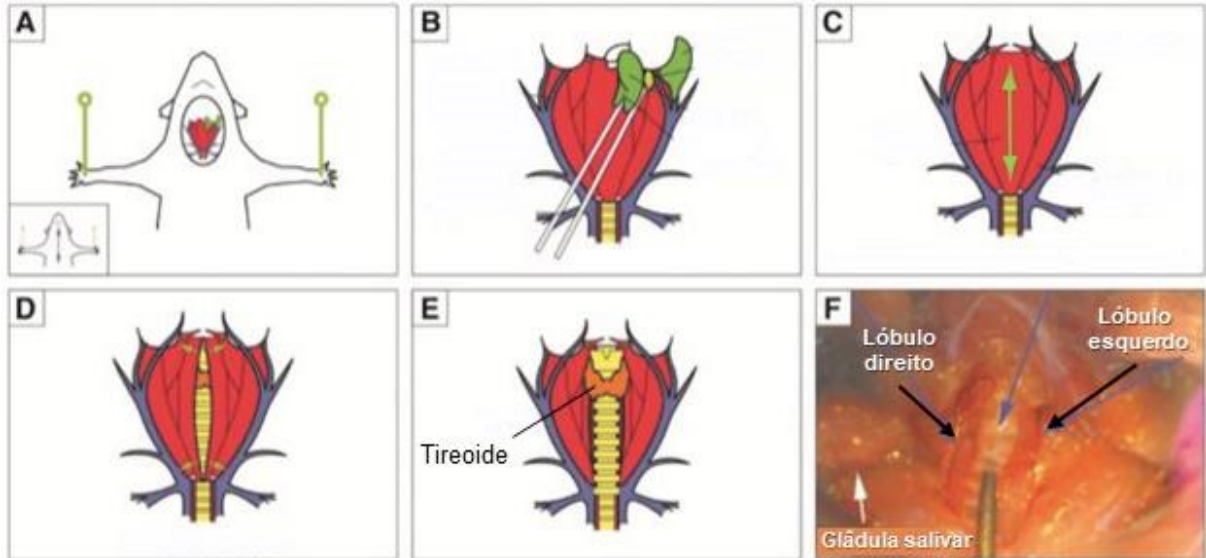 A
B
C
D
E
Tireoide
F
Lóbulo
direito
Lóbulo
esquerdo
Glâdula salivar